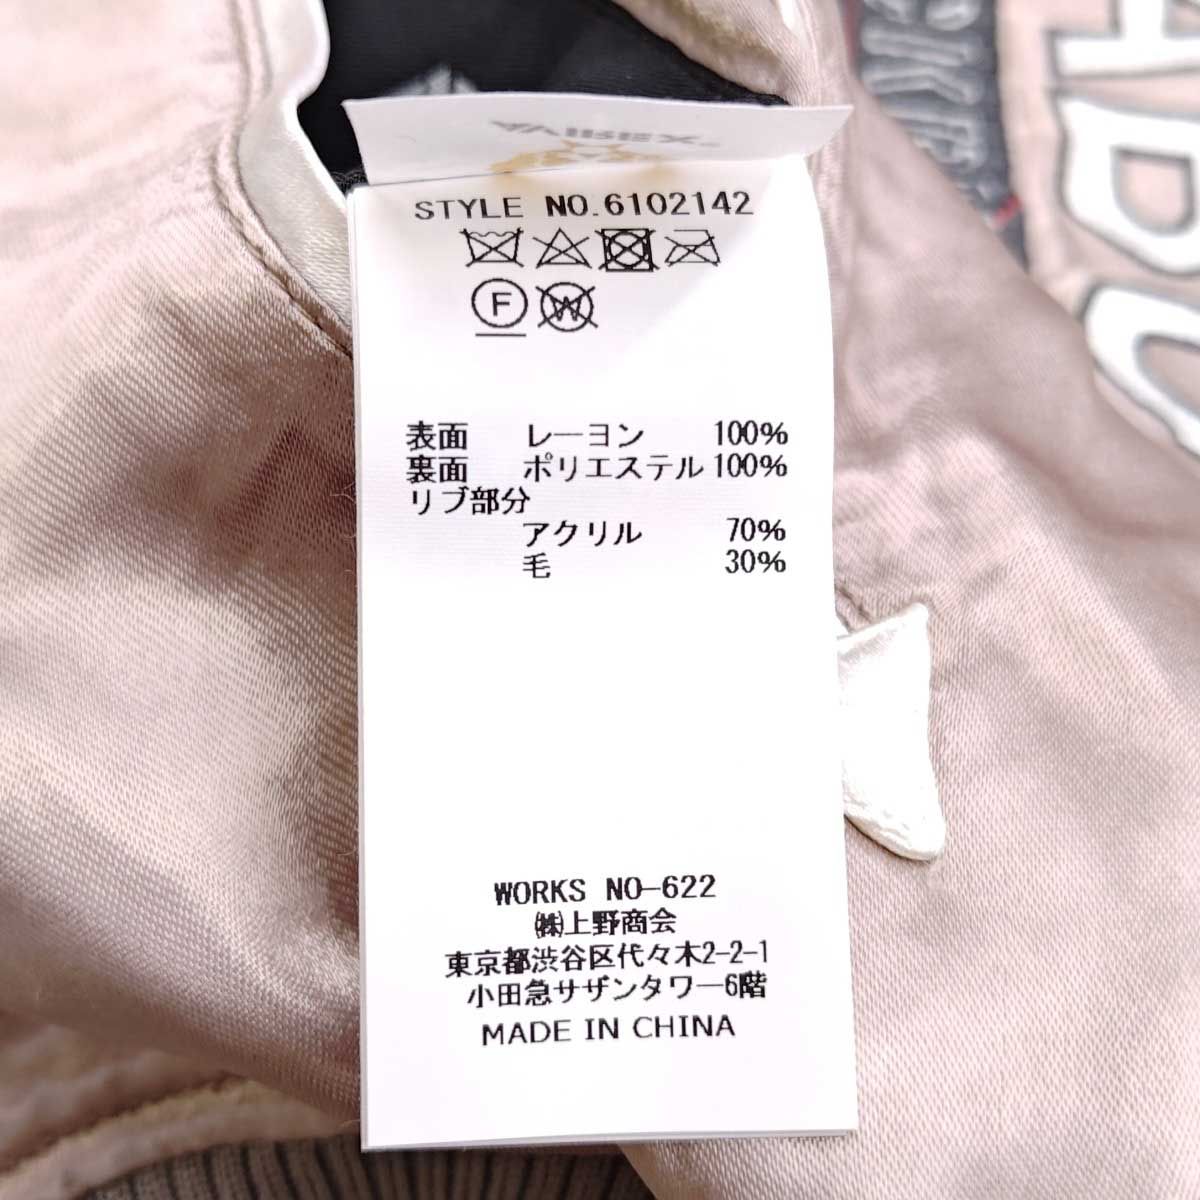 STYLE NO.6102142
F W
表面 レーヨン 100%
裏面 ポリエステル 100%
リブ部分
アクリル 70%
毛 30%
WORKS NO-622
㈱上野商会
東京都渋谷区代々木2-2-1
小田急サザンタワー6階
MADE IN CHINA